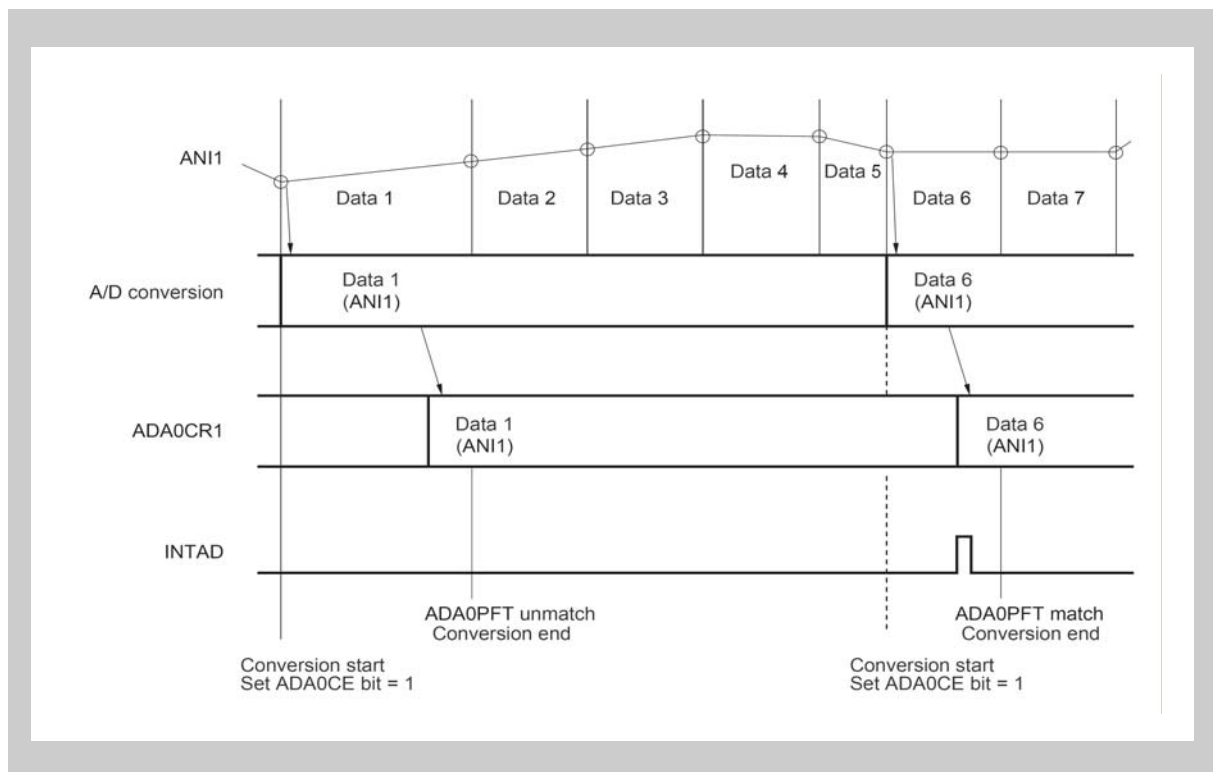 ANI1
Data 1
Data 2
Data 3
Data 4
Data 5
Data 6
Data 7
A/D conversion
Data 1
(ANI1)
Data 6
(ANI1)
ADA0CR1
Data 1
(ANI1)
Data 6
(ANI1)
INTAD
ADA0PFT unmatch
Conversion end
ADA0PFT match
Conversion end
Conversion start
Set ADA0CE bit = 1
Conversion start
Set ADA0CE bit = 1